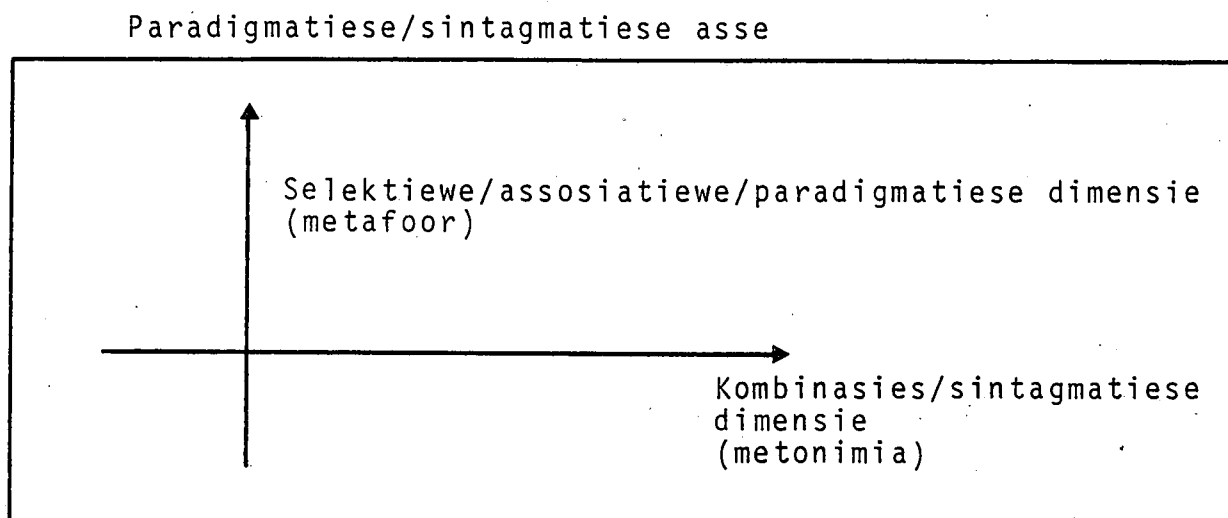 Paradigmatiese/sintagmatiese asse
Selektiewe/assosiatiewe/paradigmatiese dimensie
(metafoor)
Kombinasies/sintagmatiese
dimensie
(metonimia)